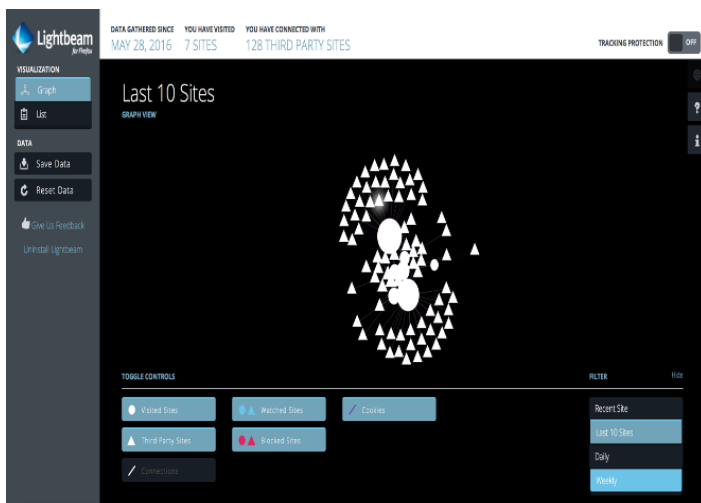 Lightbeam
for Firefox
DATA GATHERED SINCE YOU HAVE VISITED YOU HAVE CONNECTED WITH
MAY 28, 2016 7 SITES 128 THIRD PARTY SITES
TRACKING PROTECTION OFF
VISUALIZATION
Graph
List
DATA
Save Data
Reset Data
Give Us Feedback
Uninstall Lightbeam
Last 10 Sites
GRAPH VIEW
?
i
TOGGLE CONTROLS
Visited Sites Watched Sites Cookies
Third Party Sites Blocked Sites
Connections
FILTER Hide
Recent Site
Last 10 Sites
Daily
Weekly